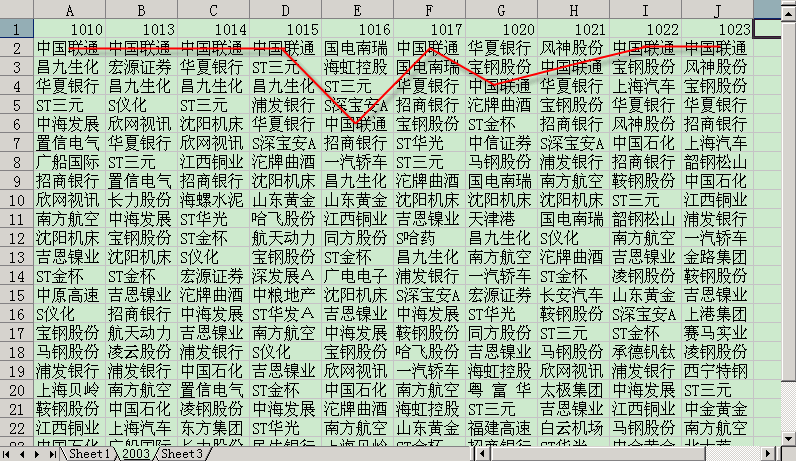 A B C D E F G H I J
1 1010 1013 1014 1015 1016 1017 1020 1021 1022 1023
2 中国联通 中国联通 中国联通 中国联通 国电南瑞 中国联通 华夏银行 风神股份 中国联通 中国联通
3 昌九生化 宏源证券 华夏银行 ST三元 海虹控股 国电南瑞 宝钢股份 中国联通 宝钢股份 风神股份
4 华夏银行 昌九生化 昌九生化 昌九生化 ST三元 华夏银行 中国联通 华夏银行 上海汽车 宝钢股份
5 ST三元 S仪化 ST三元 浦发银行 S深宝安A 招商银行 沱牌曲酒 宝钢股份 华夏银行 华夏银行
6 中海发展 欣网视讯 沈阳机床 华夏银行 中国联通 宝钢股份 ST金杯 招商银行 风神股份 招商银行
7 置信电气 华夏银行 欣网视讯 S深宝安A 招商银行 ST华光 中信证券 S深宝安A 中国石化 上海汽车
8 广船国际 ST三元 江西铜业 沱牌曲酒 一汽轿车 ST三元 马钢股份 浦发银行 招商银行 韶钢松山
9 招商银行 置信电气 招商银行 沈阳机床 昌九生化 沱牌曲酒 国电南瑞 南方航空 鞍钢股份 中国石化
10 欣网视讯 长力股份 海螺水泥 山东黄金 山东黄金 沈阳机床 沈阳机床 沈阳机床 ST三元 江西铜业
11 南方航空 中海发展 ST华光 哈飞股份 江西铜业 吉恩镍业 天津港 国电南瑞 韶钢松山 浦发银行
12 沈阳机床 宝钢股份 ST金杯 航天动力 同方股份 S哈药 昌九生化 S仪化 南方航空 一汽轿车
13 吉恩镍业 沈阳机床 S仪化 宝钢股份 ST金杯 昌九生化 南方航空 沱牌曲酒 吉恩镍业 金路集团
14 ST金杯 ST金杯 宏源证券 深发展A 广电电子 浦发银行 一汽轿车 ST金杯 凌钢股份 鞍钢股份
15 中原高速 吉恩镍业 沱牌曲酒 中粮地产 沈阳机床 S深宝安A 宏源证券 长安汽车 山东黄金 吉恩镍业
16 S仪化 招商银行 中海发展 ST华发A 吉恩镍业 中海发展 ST华光 鞍钢股份 S深宝安A 上港集团
17 宝钢股份 航天动力 吉恩镍业 南方航空 中海发展 鞍钢股份 同方股份 ST三元 ST金杯 赛马实业
18 马钢股份 凌云股份 浦发银行 S仪化 宝钢股份 哈飞股份 吉恩镍业 马钢股份 承德钒钛 凌钢股份
19 浦发银行 浦发银行 中国石化 吉恩镍业 欣网视讯 一汽轿车 中海发展 欣网视讯 浦发银行 西宁特钢
20 上海贝岭 南方航空 置信电气 ST金杯 中国石化 南方航空 粤 富 华 太极集团 中海发展 ST三元
21 鞍钢股份 中国石化 凌钢股份 中海发展 沱牌曲酒 海虹控股 ST三元 吉恩镍业 江西铜业 中金黄金
22 江西铜业 上海汽车 东方集团 ST华光 马钢股份 宝钢股份 福建高速 白云机场 马钢股份 南方航空
Sheet1 2003 Sheet3